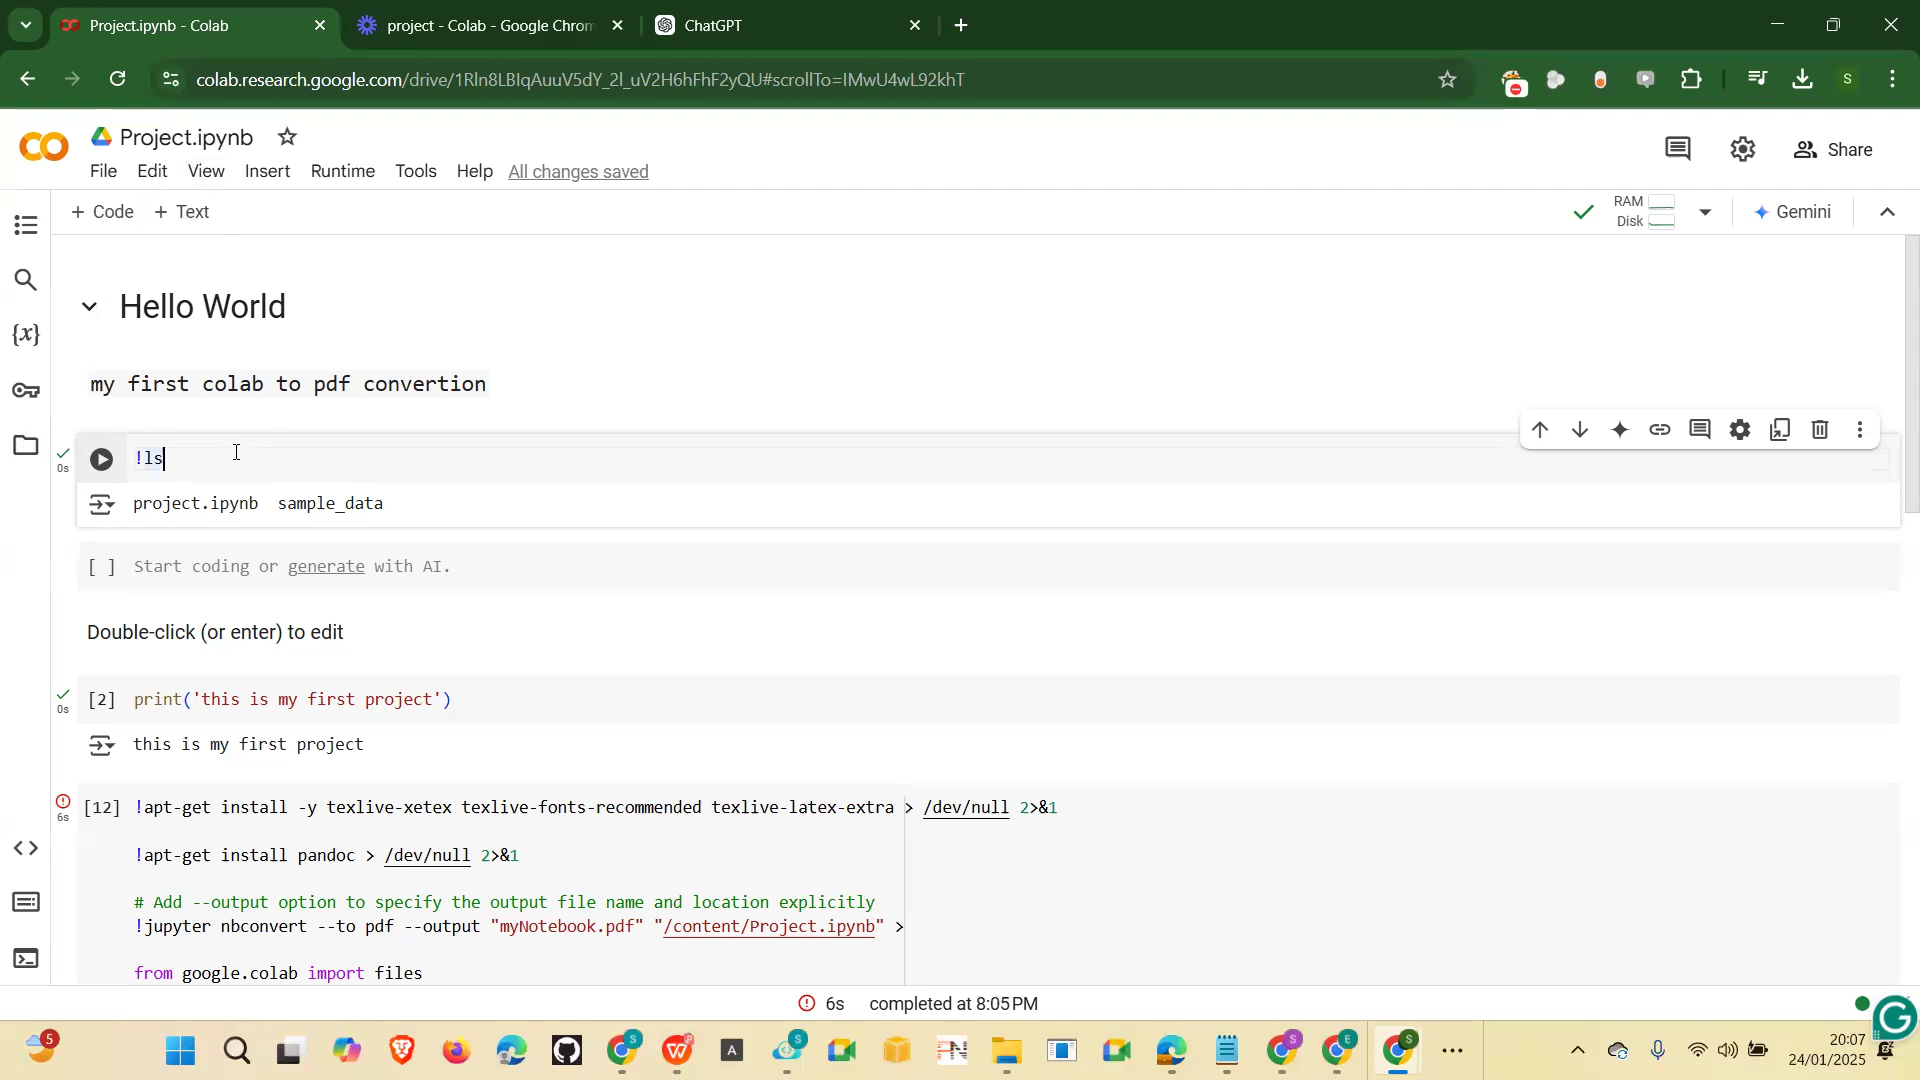 Project.ipynb - Colab
project - Colab - Google Chrom
ChatGPT
colab.research.google.com/drive/1Rln8LBIqAuuV5dY_2l_uV2H6hFhF2yQU#scrollTo=IMwU4wL92khT
S
Project.ipynb
Share
File Edit View Insert Runtime Tools Help All changes saved
+ Code + Text
RAM
Disk
Gemini
{x}
Hello World
my first colab to pdf convertion
!ls
0s
project.ipynb sample_data
[ ] Start coding or generate with AI.
Double-click (or enter) to edit
[2] print('this is my first project')
0s
this is my first project
[12] !apt-get install -y texlive-xetex texlive-fonts-recommended texlive-latex-extra > /dev/null 2>&1
6s
!apt-get install pandoc > /dev/null 2>&1
# Add --output option to specify the output file name and location explicitly
!jupyter nbconvert --to pdf --output "myNotebook.pdf" "/content/Project.ipynb" >
from google.colab import files
6s completed at 8:05 PM
5
20:07
24/01/2025